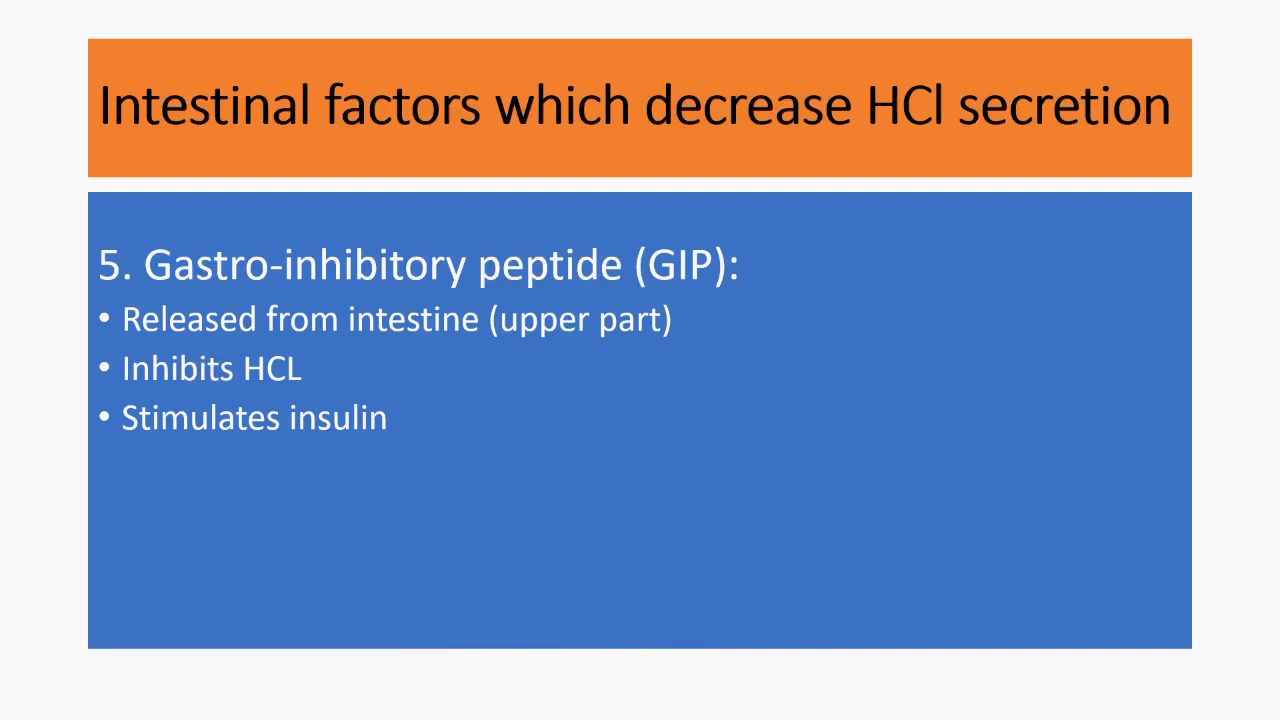 Intestinal factors which decrease HCl secretion
5. Gastro-inhibitory peptide (GIP):
• Released from intestine (upper part)
• Inhibits HCL
• Stimulates insulin